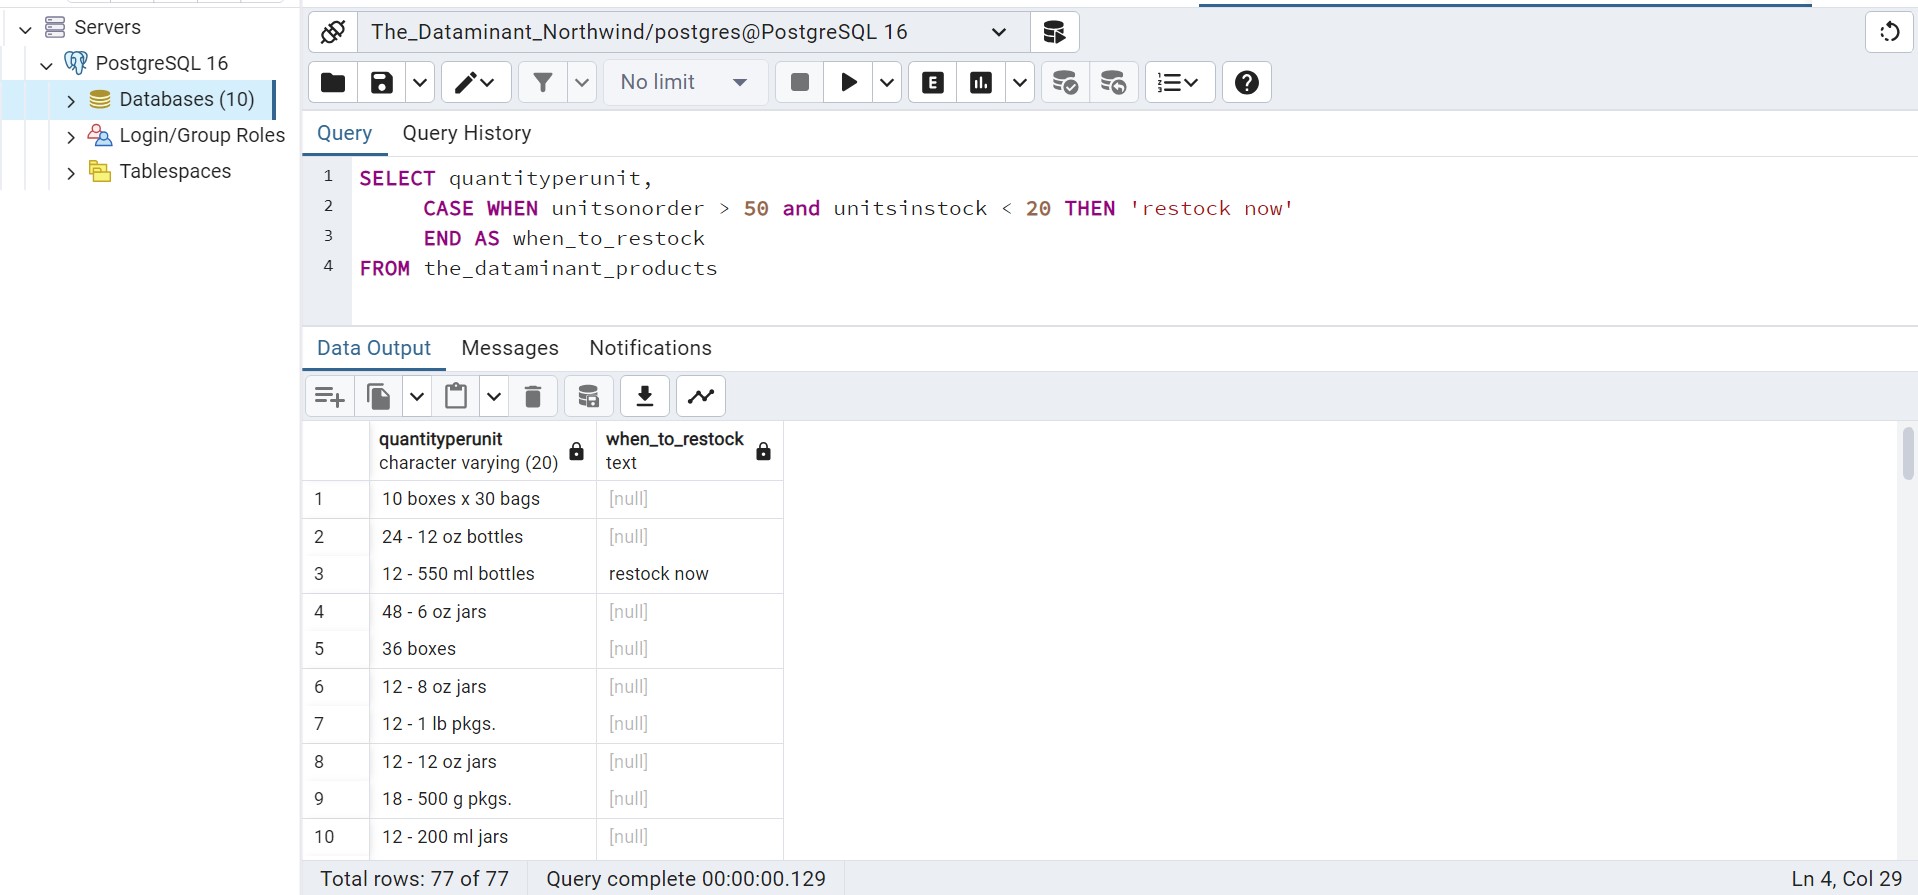 Servers
PostgreSQL 16
Databases (10)
Login/Group Roles
Tablespaces
The_Dataminant_Northwind/postgres@PostgreSQL 16
No limit
E
?
Query Query History
1 SELECT quantityperunit,
2 CASE WHEN unitsonorder > 50 and unitsinstock < 20 THEN 'restock now'
3 END AS when_to_restock
4 FROM the_dataminant_products
Data Output Messages Notifications
quantityperunit when_to_restock
character varying (20) text
1 10 boxes x 30 bags [null]
2 24 - 12 oz bottles [null]
3 12 - 550 ml bottles restock now
4 48 - 6 oz jars [null]
5 36 boxes [null]
6 12 - 8 oz jars [null]
7 12 - 1 lb pkgs. [null]
8 12 - 12 oz jars [null]
9 18 - 500 g pkgs. [null]
10 12 - 200 ml jars [null]
Total rows: 77 of 77 Query complete 00:00:00.129 Ln 4, Col 29